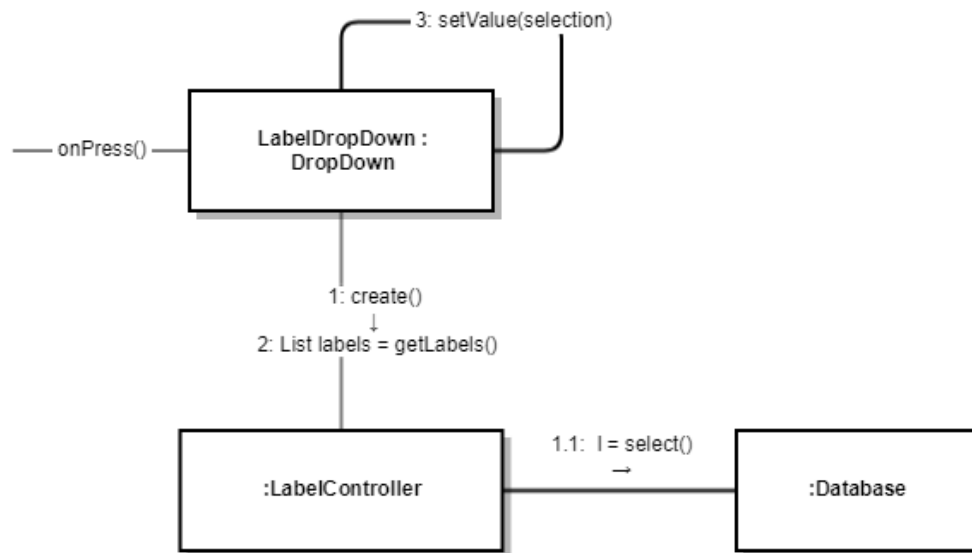 3: setValue(selection)
LabelDropDown :
DropDown
onPress()
1: create()
↓
2: List labels = getLabels()
1.1: l = select()
→
:LabelController
:Database